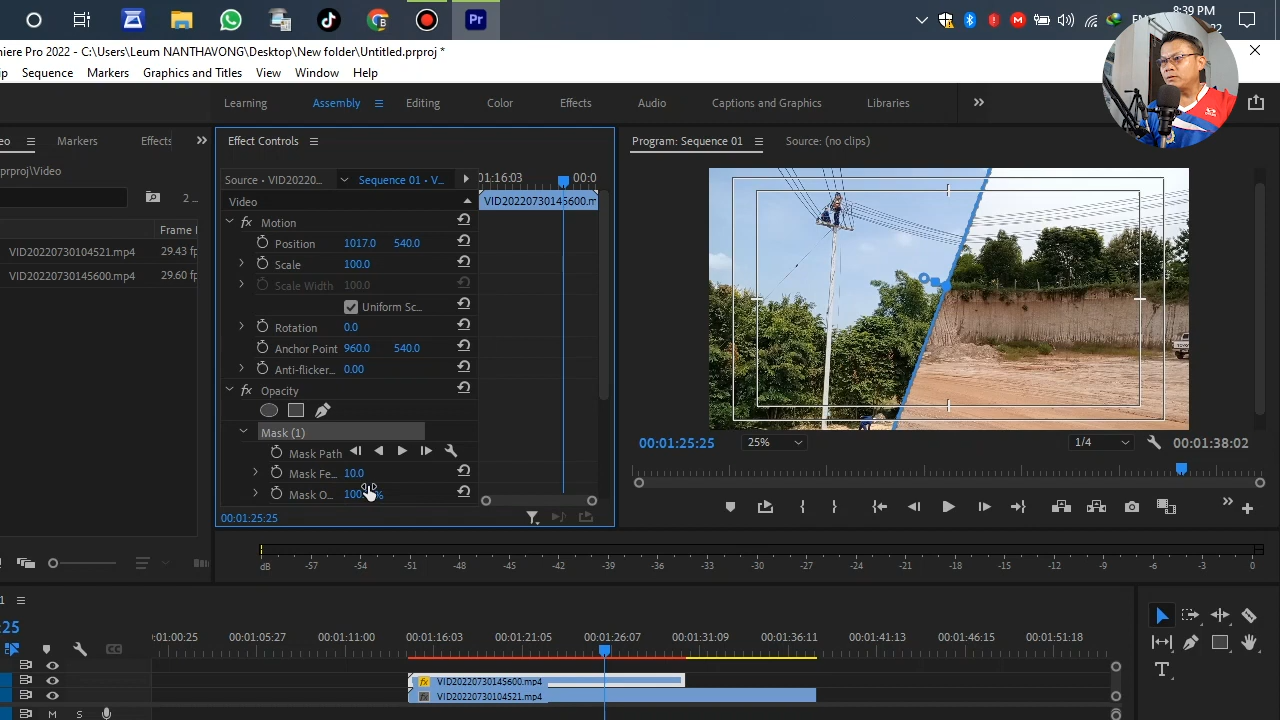 Pr
8:39 PM
miere Pro 2022 - C:\Users\Leum NANTHAVONG\Desktop\New folder\Untitled.prproj *
ip Sequence Markers Graphics and Titles View Window Help
Learning Assembly Editing Color Effects Audio Captions and Graphics Libraries
Markers Effects
Effect Controls
Program: Sequence 01 Source: (no clips)
prproj\Video
Source • VID20220... Sequence 01 • V... 01:16:03 00:0
Video VID20220730145600.m
2 ...
Frame
VID20220730104521.mp4 29.43 fp
VID20220730145600.mp4 29.60 fp
fx Motion
Position 1017.0 540.0
Scale 100.0
Scale Width 100.0
Uniform Sc...
Rotation 0.0
Anchor Point 960.0 540.0
Anti-flicker... 0.00
fx Opacity
Mask (1)
Mask Path
Mask Fe... 10.0
Mask O... 100
00:01:25:25
00:01:25:25 25% 1/4 00:01:38:02
dB -57 -54 -51 -48 -45 -42 -39 -36 -33 -30 -27 -24 -21 -18 -15 -12 -9 -6 -3 0
1
:25
:01:00:25 00:01:05:27 00:01:11:00 00:01:16:03 00:01:21:05 00:01:26:07 00:01:31:09 00:01:36:11 00:01:41:13 00:01:46:15 00:01:51:18
fx VID20220730145600.mp4
fx VID20220730104521.mp4
M S